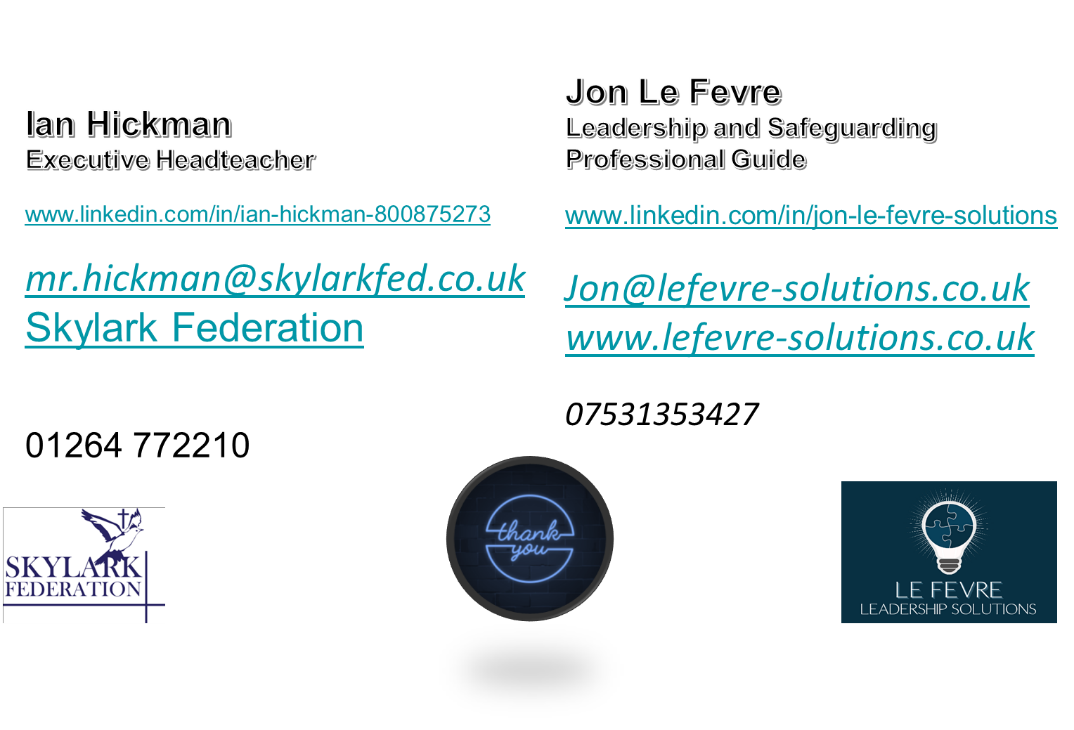 Ian Hickman
Executive Headteacher
www.linkedin.com/in/ian-hickman-800875273
mr.hickman@skylarkfed.co.uk
Skylark Federation
01264 772210
SKYLARK
FEDERATION
Jon Le Fevre
Leadership and Safeguarding
Professional Guide
www.linkedin.com/in/jon-le-fevre-solutions
Jon@lefevre-solutions.co.uk
www.lefevre-solutions.co.uk
07531353427
thank
you
LE FEVRE
LEADERSHIP SOLUTIONS